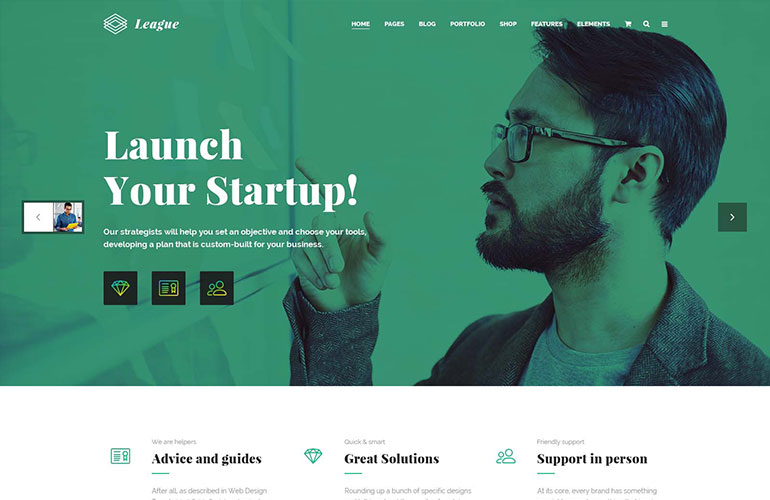 League
HOME PAGES BLOG PORTFOLIO SHOP FEATURES ELEMENTS
Launch
Your Startup!
Our strategists will help you set an objective and choose your tools,
developing a plan that is custom-built for your business.
We are helpers
Advice and guides
After all, as described in Web Design
Quick & smart
Great Solutions
Rounding up a bunch of specific designs
Friendly support
Support in person
At its core, every brand has something